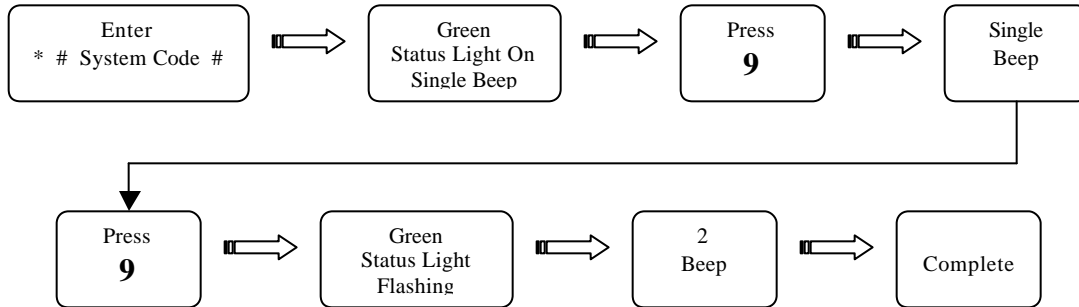 Enter
* # System Code #
Green
Status Light On
Single Beep
Press
9
Single
Beep
Press
9
Green
Status Light
Flashing
2
Beep
Complete